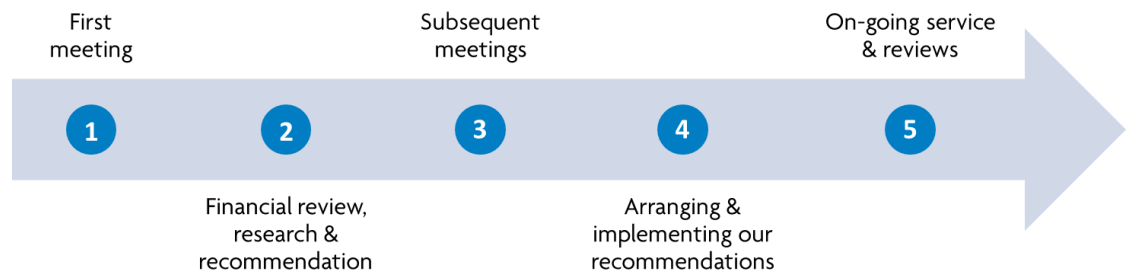 First
meeting
Subsequent
meetings
On-going service
& reviews
1
2
3
4
5
Financial review,
research &
recommendation
Arranging &
implementing our
recommendations